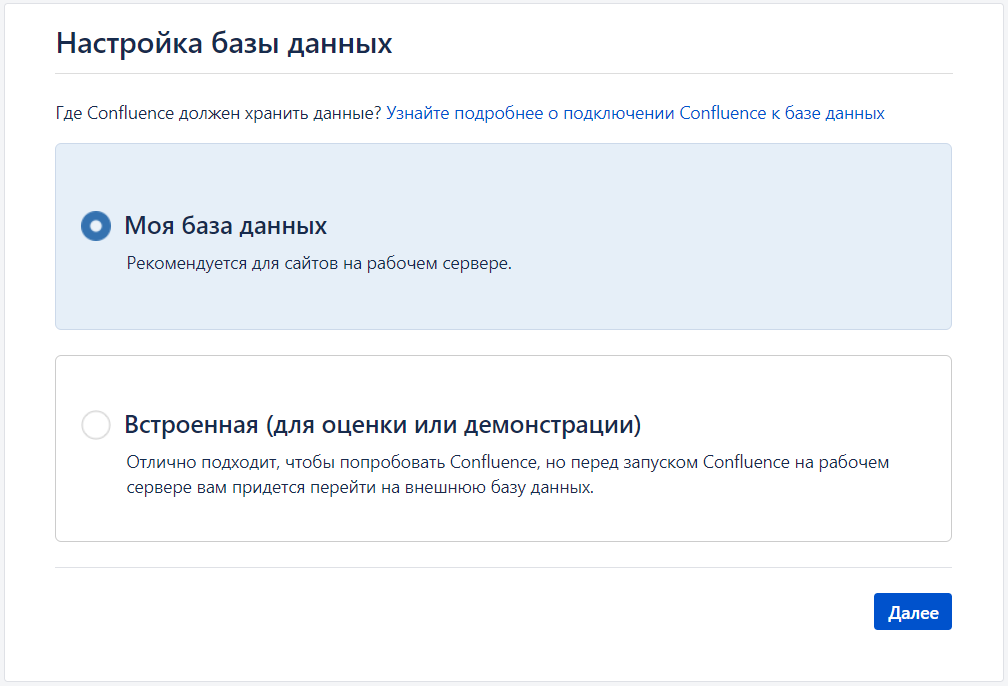 Настройка базы данных
Где Confluence должен хранить данные? Узнайте подробнее о подключении Confluence к базе данных
Моя база данных
Рекомендуется для сайтов на рабочем сервере.
Встроенная (для оценки или демонстрации)
Отлично подходит, чтобы попробовать Confluence, но перед запуском Confluence на рабочем
сервере вам придется перейти на внешнюю базу данных.
Далее